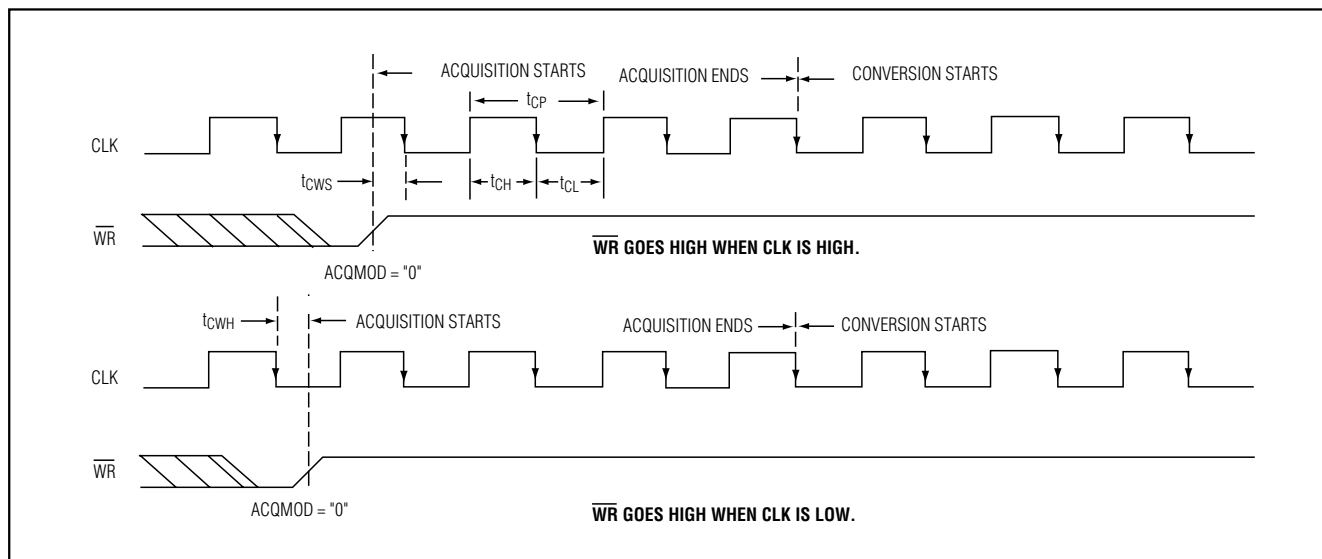 ACQUISITION STARTS ACQUISITION ENDS CONVERSION STARTS
tCP
CLK
tCWS tCH tCL
WR
WR GOES HIGH WHEN CLK IS HIGH.
ACQMOD = "0"
tCWH ACQUISITION STARTS ACQUISITION ENDS CONVERSION STARTS
CLK
WR
ACQMOD = "0"
WR GOES HIGH WHEN CLK IS LOW.